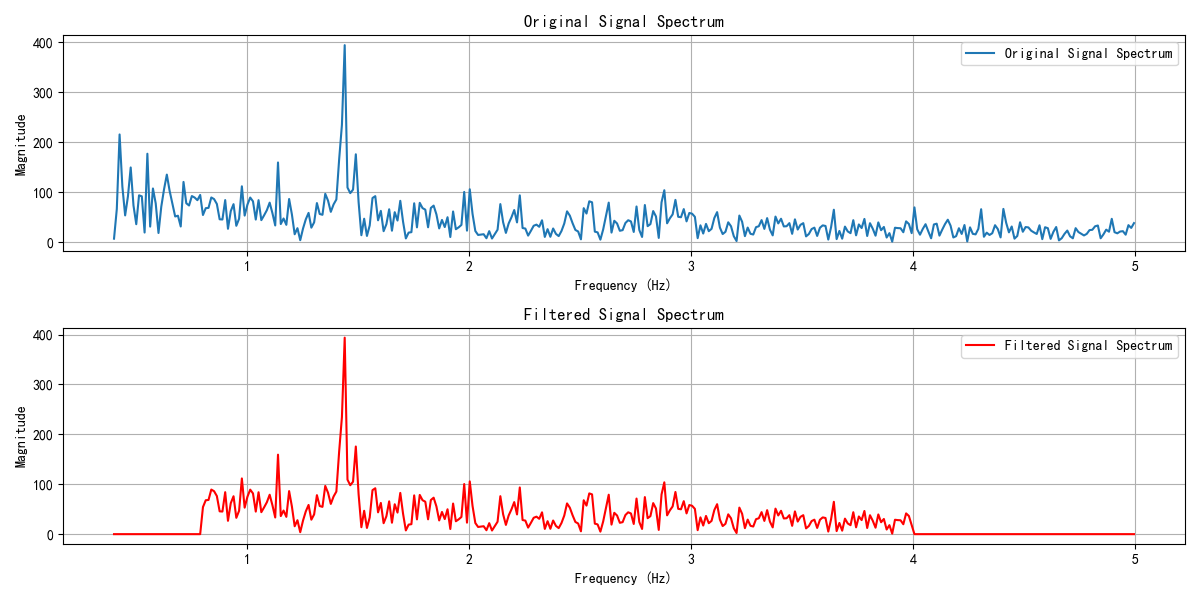 Original Signal Spectrum
400
300
200
100
0
Magnitude
Original Signal Spectrum
1
2
3
4
5
Frequency (Hz)
Filtered Signal Spectrum
400
300
200
100
0
Magnitude
Filtered Signal Spectrum
1
2
3
4
5
Frequency (Hz)